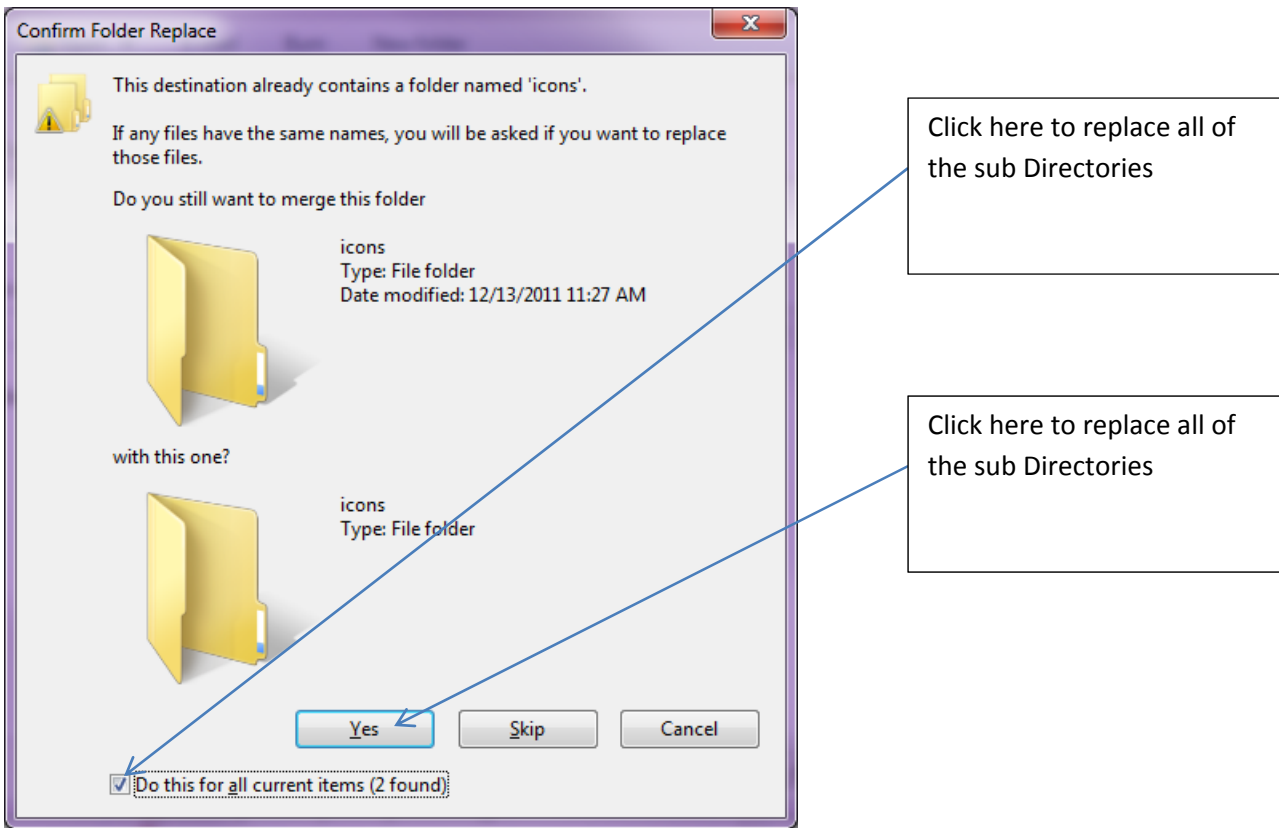 Confirm Folder Replace
This destination already contains a folder named 'icons'.
If any files have the same names, you will be asked if you want to replace
those files.
Do you still want to merge this folder
icons
Type: File folder
Date modified: 12/13/2011 11:27 AM
with this one?
icons
Type: File folder
Yes
Skip
Cancel
Do this for all current items (2 found)
Click here to replace all of
the sub Directories
Click here to replace all of
the sub Directories